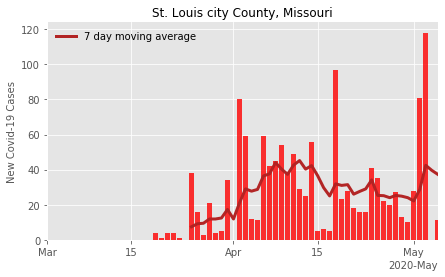 St. Louis city County, Missouri
7 day moving average
New Covid-19 Cases
120
100
80
60
40
20
0
Mar
15
Apr
15
May
2020-May